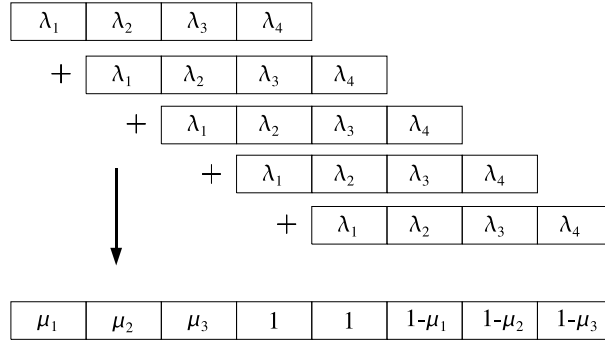 λ₁ λ₂ λ₃ λ₄
+ λ₁ λ₂ λ₃ λ₄
+ λ₁ λ₂ λ₃ λ₄
+ λ₁ λ₂ λ₃ λ₄
+ λ₁ λ₂ λ₃ λ₄
μ₁ μ₂ μ₃ 1 1 1-μ₁ 1-μ₂ 1-μ₃